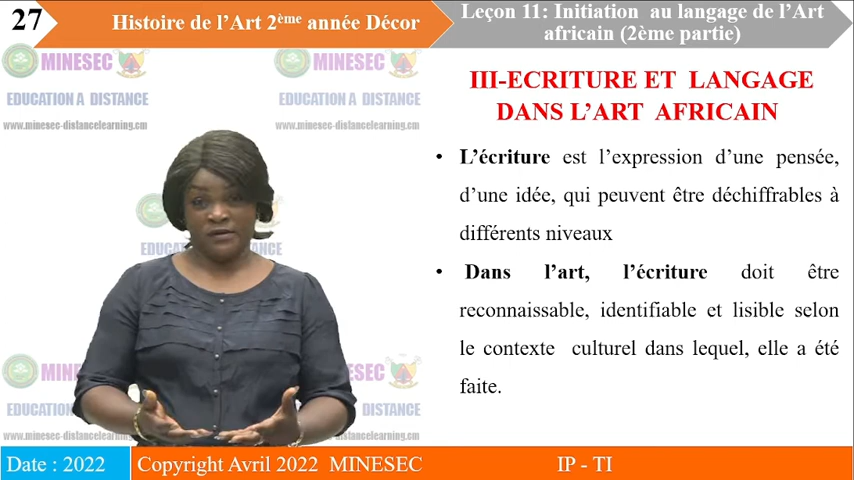 27
Histoire de l'Art 2ème année Décor
Leçon 11: Initiation au langage de l'Art
africain (2ème partie)
MINESEC
EDUCATION A DISTANCE
www.minesec-distancelearning.cm
MINESEC
EDUCATION A DISTANCE
www.minesec-distancelearning.cm
III-ECRITURE ET LANGAGE
DANS L'ART AFRICAIN
• L'écriture est l'expression d'une pensée,
d'une idée, qui peuvent être déchiffrables à
différents niveaux
• Dans l'art, l'écriture doit être
reconnaissable, identifiable et lisible selon
le contexte culturel dans lequel, elle a été
faite.
MINE
ESEC
EDUCATION
DISTANCE
www.minesec-distancelearning
distancelearning.cm
Date : 2022
Copyright Avril 2022 MINESEC
IP - TI